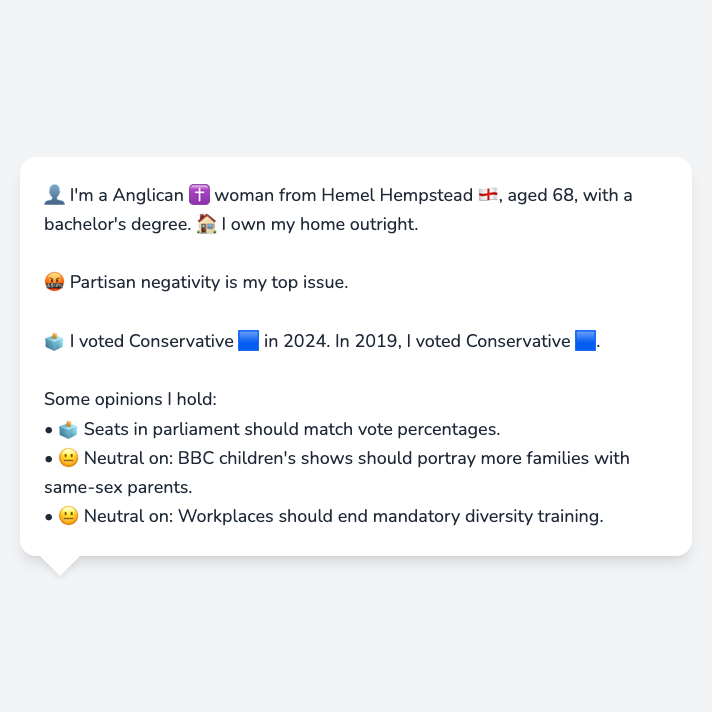 👤 I'm a Anglican ✝️ woman from Hemel Hempstead 🏴󠁧󠁢󠁥󠁮󠁧󠁿, aged 68, with a
bachelor's degree. 🏠 I own my home outright.
🤬 Partisan negativity is my top issue.
🗳️ I voted Conservative 🟦 in 2024. In 2019, I voted Conservative 🟦.
Some opinions I hold:
• 🗳️ Seats in parliament should match vote percentages.
• 😐 Neutral on: BBC children's shows should portray more families with
same-sex parents.
• 😐 Neutral on: Workplaces should end mandatory diversity training.